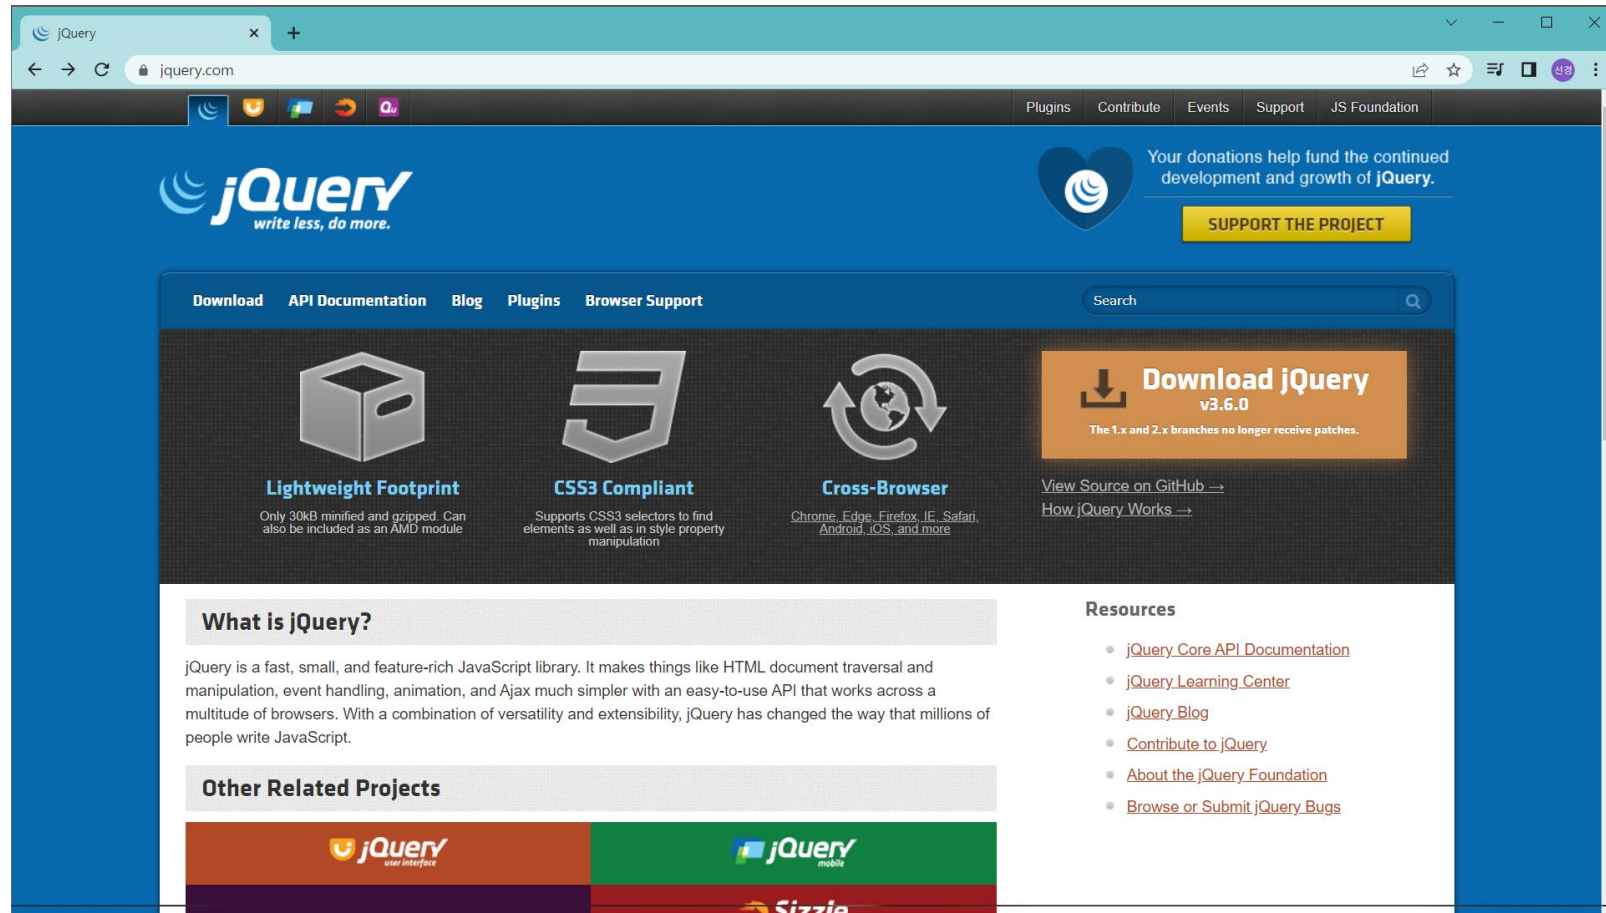 jQuery
jquery.com
선경
Plugins
Contribute
Events
Support
JS Foundation
jQuery
write less, do more.
Your donations help fund the continued
development and growth of jQuery.
SUPPORT THE PROJECT
Download
API Documentation
Blog
Plugins
Browser Support
Search
Lightweight Footprint
Only 30kB minified and gzipped. Can
also be included as an AMD module
CSS3 Compliant
Supports CSS3 selectors to find
elements as well as in style property
manipulation
Cross-Browser
Chrome, Edge, Firefox, IE, Safari,
Android, iOS, and more
Download jQuery
v3.6.0
The 1.x and 2.x branches no longer receive patches.
View Source on GitHub →
How jQuery Works →
What is jQuery?
jQuery is a fast, small, and feature-rich JavaScript library. It makes things like HTML document traversal and
manipulation, event handling, animation, and Ajax much simpler with an easy-to-use API that works across a
multitude of browsers. With a combination of versatility and extensibility, jQuery has changed the way that millions of
people write JavaScript.
Resources
jQuery Core API Documentation
jQuery Learning Center
jQuery Blog
Contribute to jQuery
About the jQuery Foundation
Browse or Submit jQuery Bugs
Other Related Projects
jQuery
user interface
jQuery
mobile
Sizzle